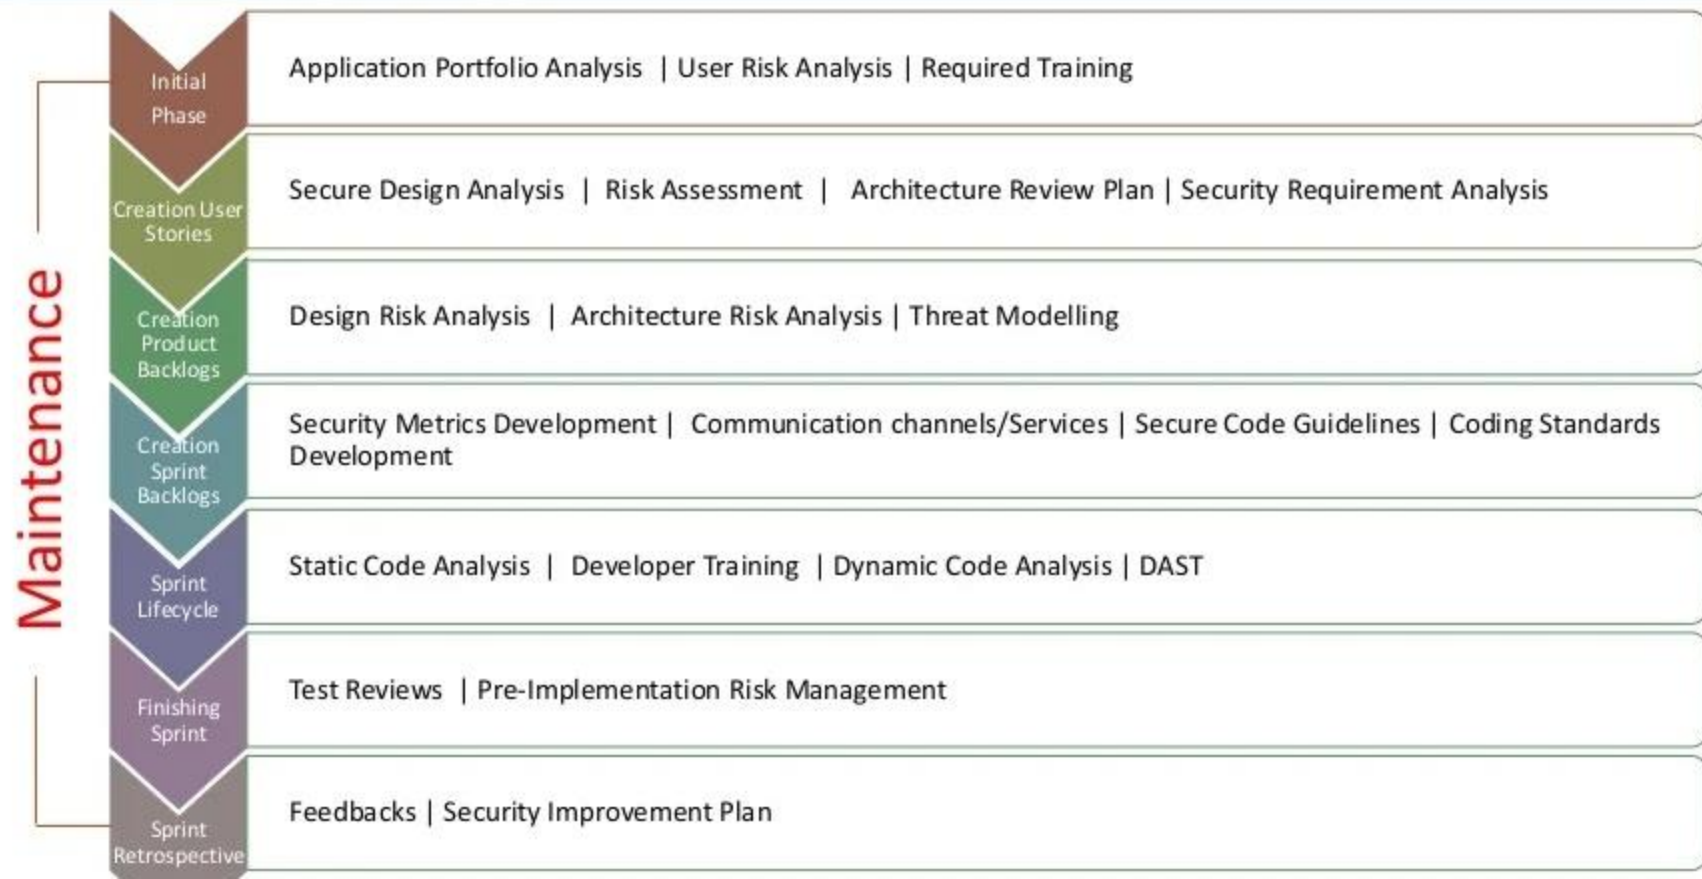 Maintenance
Initial
Phase
Application Portfolio Analysis | User Risk Analysis | Required Training
Creation User
Stories
Secure Design Analysis | Risk Assessment | Architecture Review Plan | Security Requirement Analysis
Creation
Product
Backlogs
Design Risk Analysis | Architecture Risk Analysis | Threat Modelling
Creation
Sprint
Backlogs
Security Metrics Development | Communication channels/Services | Secure Code Guidelines | Coding Standards
Development
Sprint
Lifecycle
Static Code Analysis | Developer Training | Dynamic Code Analysis | DAST
Finishing
Sprint
Test Reviews | Pre-Implementation Risk Management
Sprint
Retrospective
Feedbacks | Security Improvement Plan